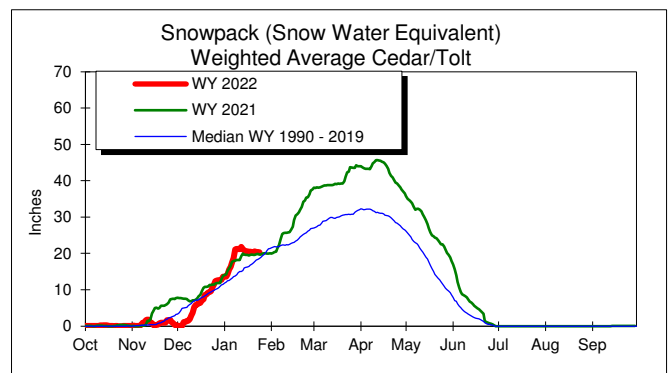 Snowpack (Snow Water Equivalent)
Weighted Average Cedar/Tolt
70
60
50
40
30
20
10
0
Inches
WY 2022
WY 2021
Median WY 1990 - 2019
Oct Nov Dec Jan Feb Mar Apr May Jun Jul Aug Sep